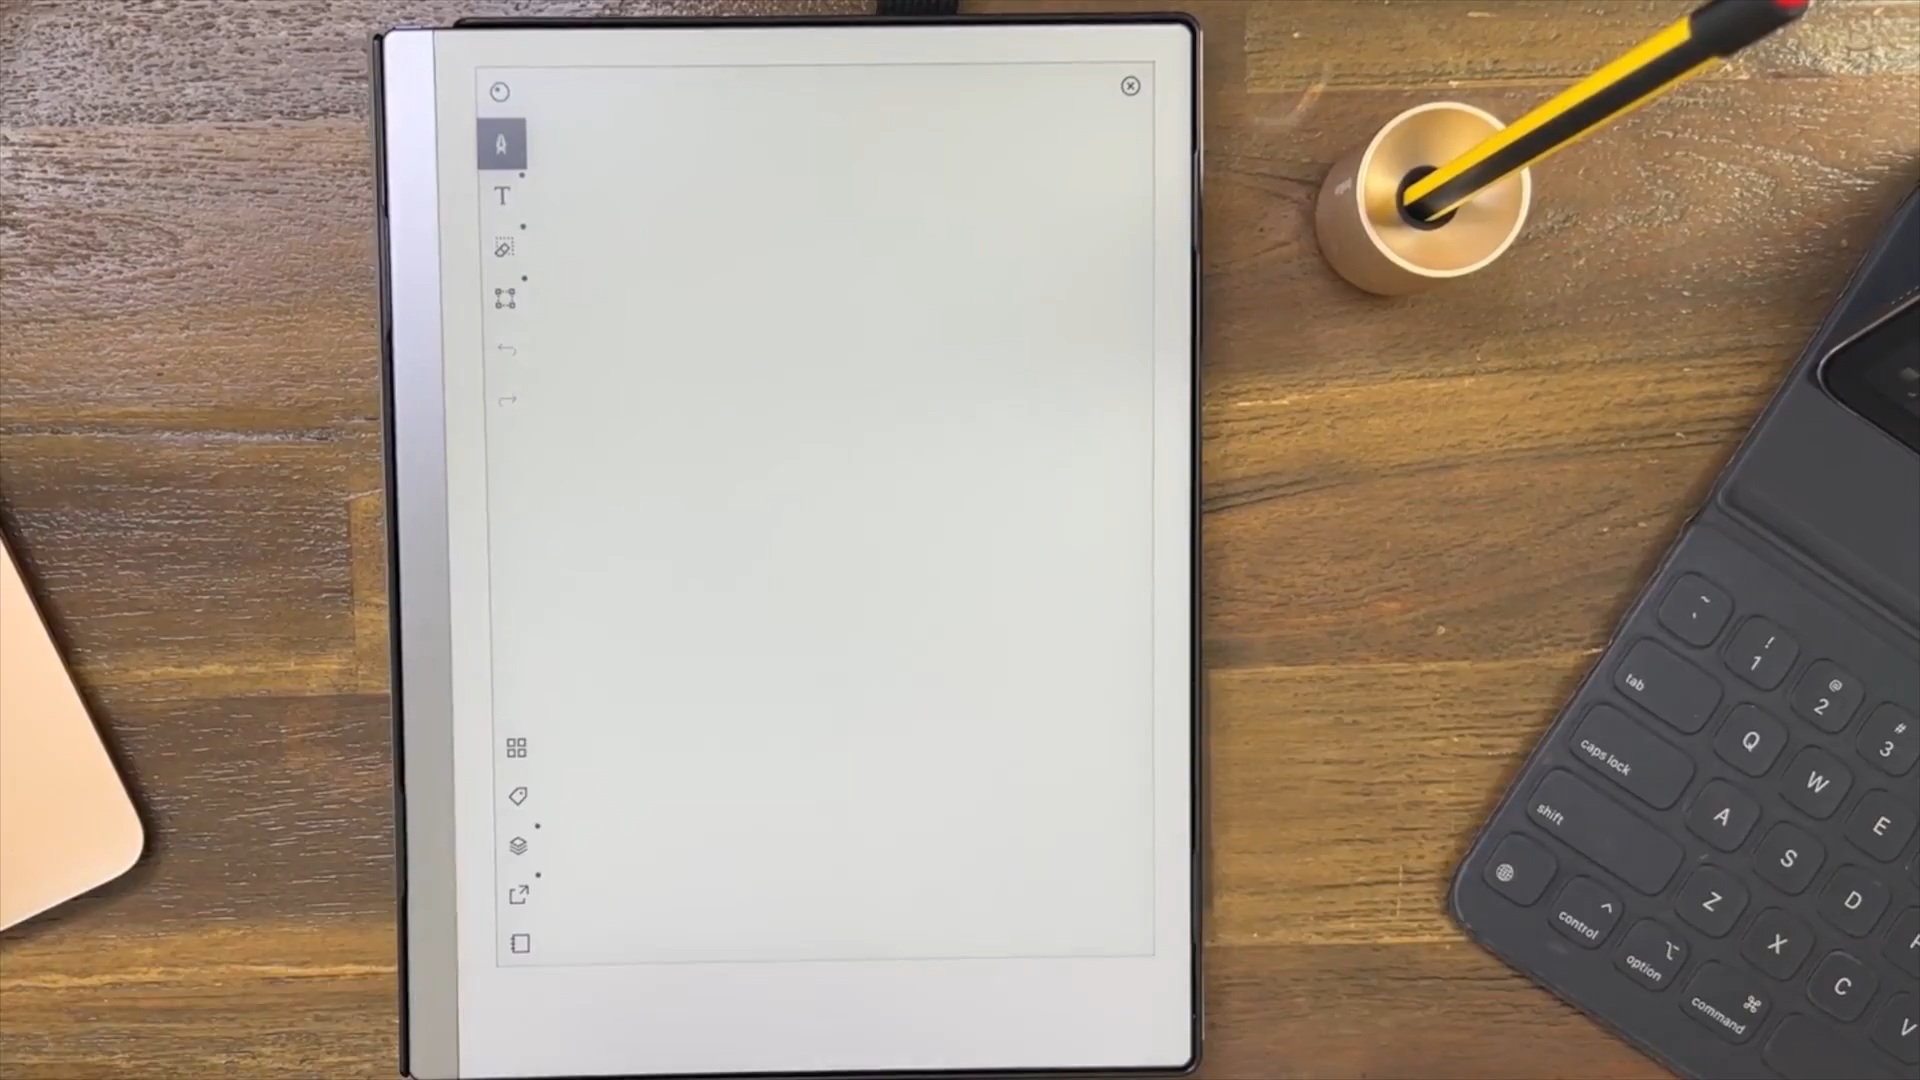 T
~
`
!
1
@
2
#
3
tab
Q
W
E
caps lock
A
S
D
shift
Z
X
C
V
control
option
command